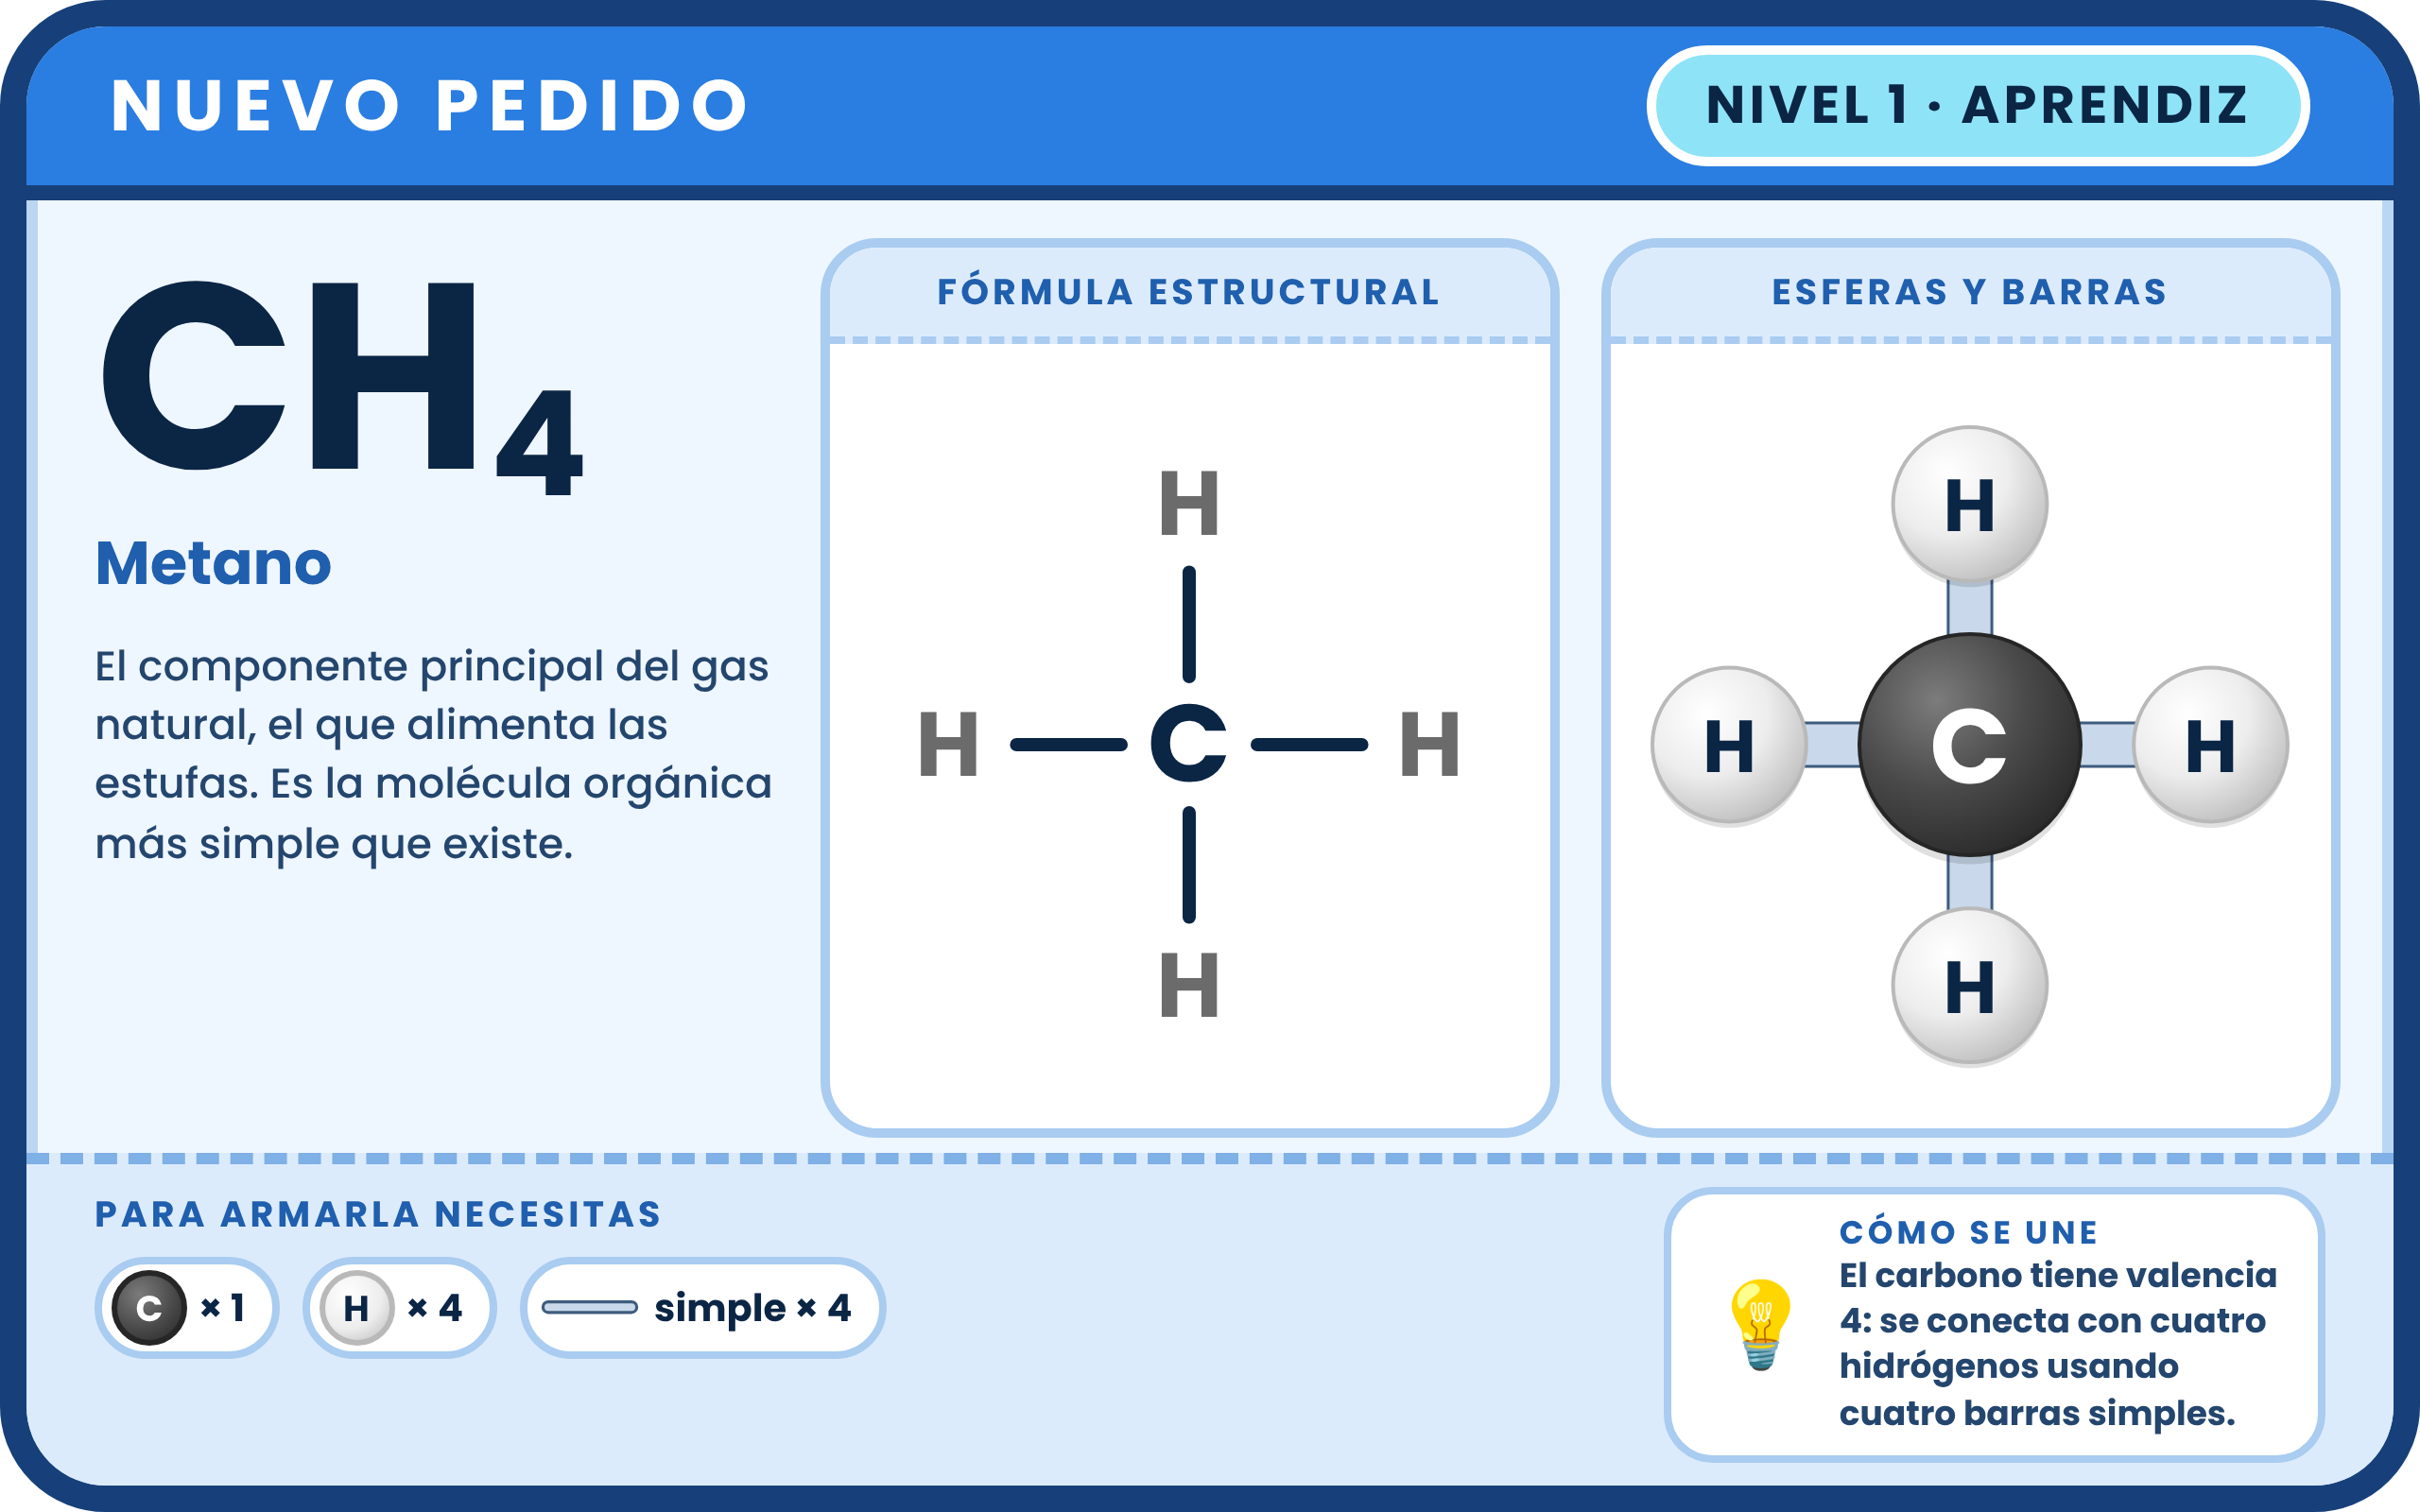 NUEVO PEDIDO
NIVEL 1 · APRENDIZ
CH₄
Metano
El componente principal del gas
natural, el que alimenta las
estufas. Es la molécula orgánica
más simple que existe.
FÓRMULA ESTRUCTURAL
H
H C H
H
ESFERAS Y BARRAS
H
H C H
H
PARA ARMARLA NECESITAS
C × 1
H × 4
simple × 4
CÓMO SE UNE
El carbono tiene valencia
4: se conecta con cuatro
hidrógenos usando
cuatro barras simples.